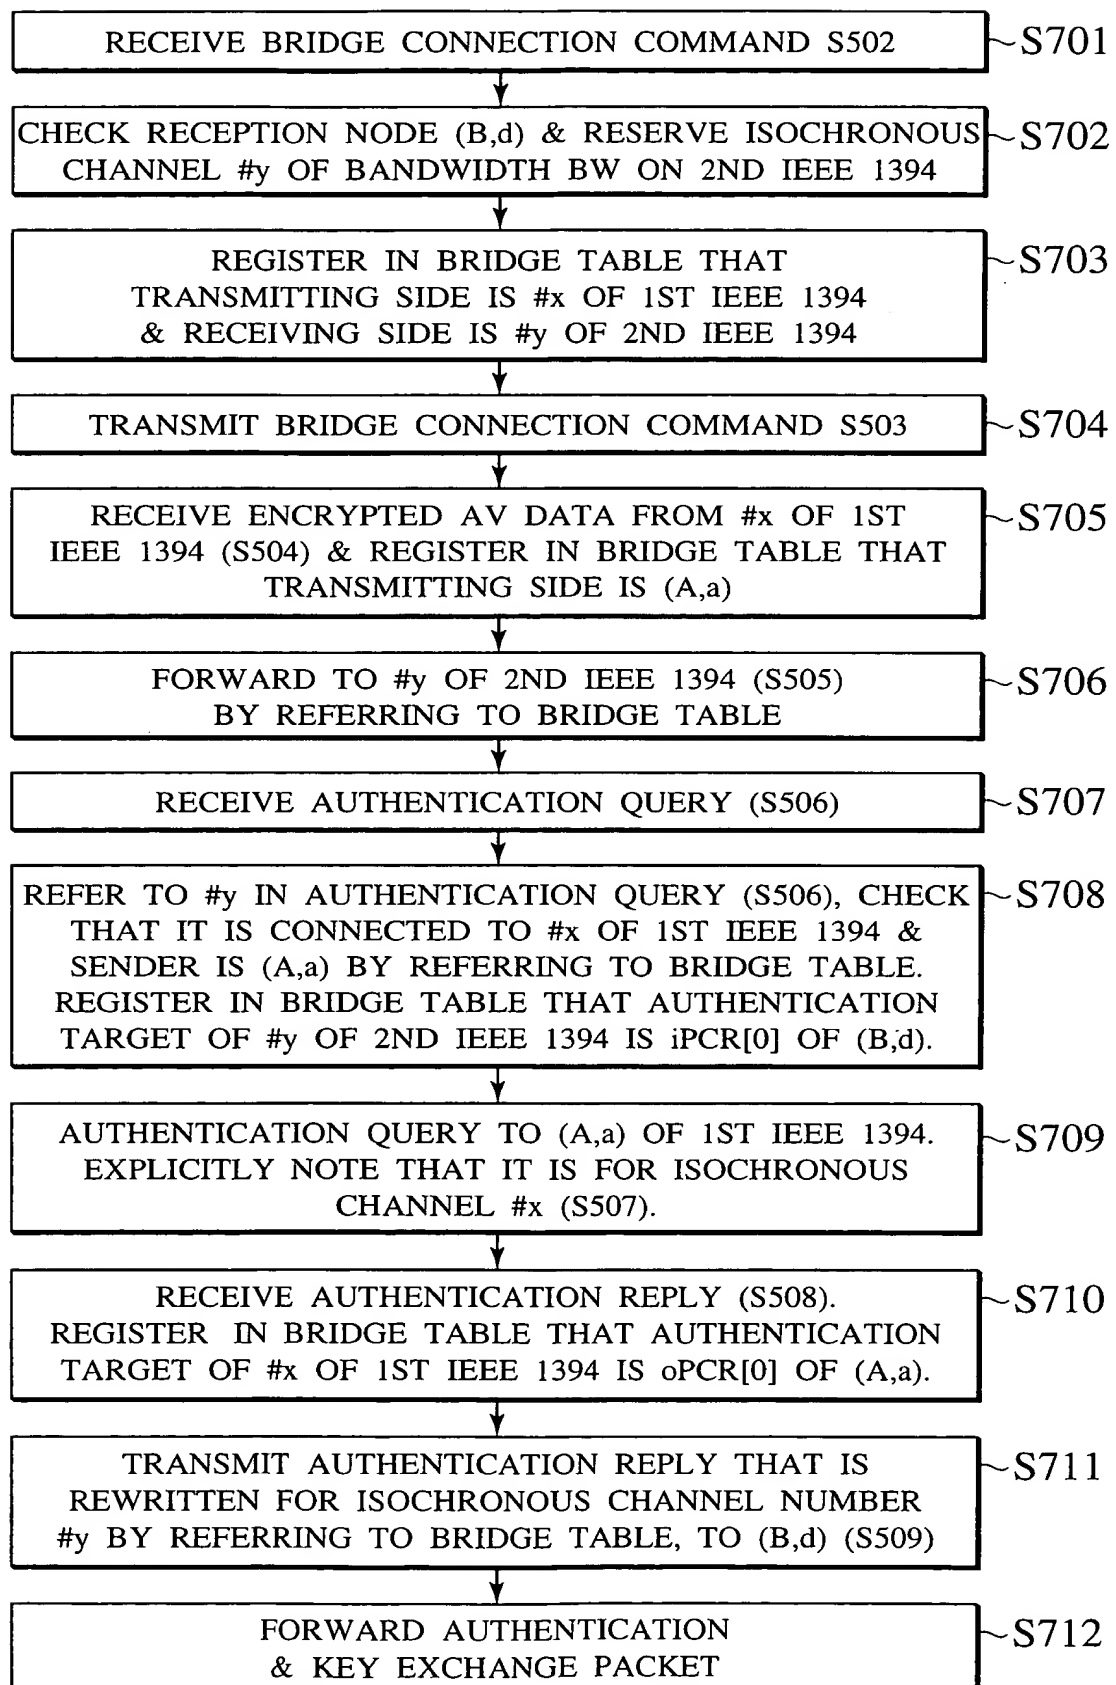 RECEIVE BRIDGE CONNECTION COMMAND S502
S701
CHECK RECEPTION NODE (B,d) & RESERVE ISOCHRONOUS
CHANNEL #y OF BANDWIDTH BW ON 2ND IEEE 1394
S702
REGISTER IN BRIDGE TABLE THAT
TRANSMITTING SIDE IS #x OF 1ST IEEE 1394
& RECEIVING SIDE IS #y OF 2ND IEEE 1394
S703
TRANSMIT BRIDGE CONNECTION COMMAND S503
S704
RECEIVE ENCRYPTED AV DATA FROM #x OF 1ST
IEEE 1394 (S504) & REGISTER IN BRIDGE TABLE THAT
TRANSMITTING SIDE IS (A,a)
S705
FORWARD TO #y OF 2ND IEEE 1394 (S505)
BY REFERRING TO BRIDGE TABLE
S706
RECEIVE AUTHENTICATION QUERY (S506)
S707
REFER TO #y IN AUTHENTICATION QUERY (S506), CHECK
THAT IT IS CONNECTED TO #x OF 1ST IEEE 1394 &
SENDER IS (A,a) BY REFERRING TO BRIDGE TABLE.
REGISTER IN BRIDGE TABLE THAT AUTHENTICATION
TARGET OF #y OF 2ND IEEE 1394 IS iPCR[0] OF (B,d).
S708
AUTHENTICATION QUERY TO (A,a) OF 1ST IEEE 1394.
EXPLICITLY NOTE THAT IT IS FOR ISOCHRONOUS
CHANNEL #x (S507).
S709
RECEIVE AUTHENTICATION REPLY (S508).
REGISTER IN BRIDGE TABLE THAT AUTHENTICATION
TARGET OF #x OF 1ST IEEE 1394 IS oPCR[0] OF (A,a).
S710
TRANSMIT AUTHENTICATION REPLY THAT IS
REWRITTEN FOR ISOCHRONOUS CHANNEL NUMBER
#y BY REFERRING TO BRIDGE TABLE, TO (B,d) (S509)
S711
FORWARD AUTHENTICATION
& KEY EXCHANGE PACKET
S712